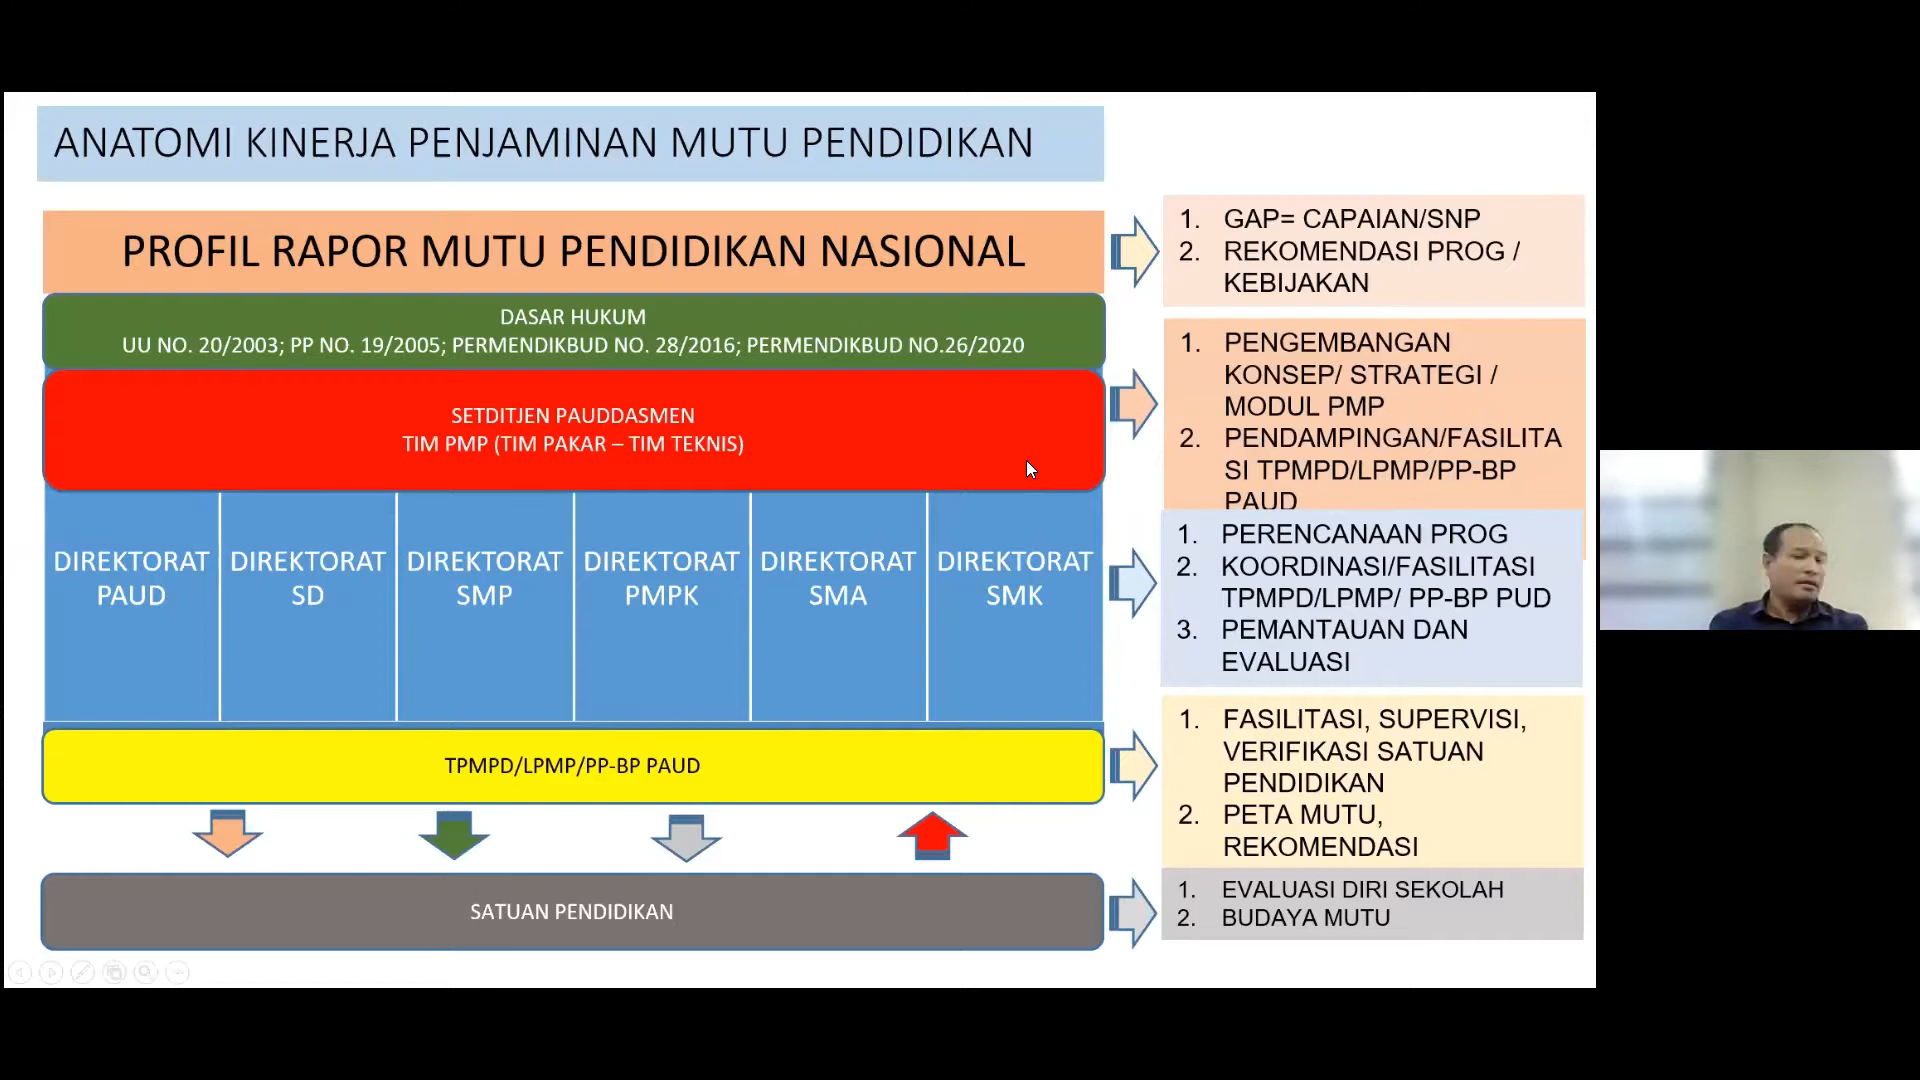 ANATOMI KINERJA PENJAMINAN MUTU PENDIDIKAN
PROFIL RAPOR MUTU PENDIDIKAN NASIONAL
1. GAP= CAPAIAN/SNP
2. REKOMENDASI PROG /
KEBIJAKAN
DASAR HUKUM
UU NO. 20/2003; PP NO. 19/2005; PERMENDIKBUD NO. 28/2016; PERMENDIKBUD NO.26/2020
SETDITJEN PAUDDASMEN
TIM PMP (TIM PAKAR – TIM TEKNIS)
1. PENGEMBANGAN
KONSEP/ STRATEGI /
MODUL PMP
2. PENDAMPINGAN/FASILITA
SI TPMPD/LPMP/PP-BP
PAUD
DIREKTORAT
PAUD
DIREKTORAT
SD
DIREKTORAT
SMP
DIREKTORAT
PMPK
DIREKTORAT
SMA
DIREKTORAT
SMK
1. PERENCANAAN PROG
2. KOORDINASI/FASILITASI
TPMPD/LPMP/ PP-BP PUD
3. PEMANTAUAN DAN
EVALUASI
TPMPD/LPMP/PP-BP PAUD
1. FASILITASI, SUPERVISI,
VERIFIKASI SATUAN
PENDIDIKAN
2. PETA MUTU,
REKOMENDASI
SATUAN PENDIDIKAN
1. EVALUASI DIRI SEKOLAH
2. BUDAYA MUTU